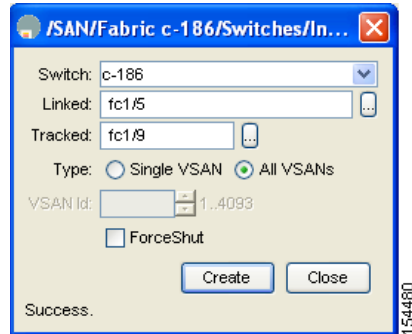 /SAN/Fabric c-186/Switches/In...
Switch: c-186
Linked: fc1/5 ...
Tracked: fc1/9 ...
Type: Single VSAN All VSANs
VSAN Id: 1..4093
ForceShut
Create Close
Success.
154480